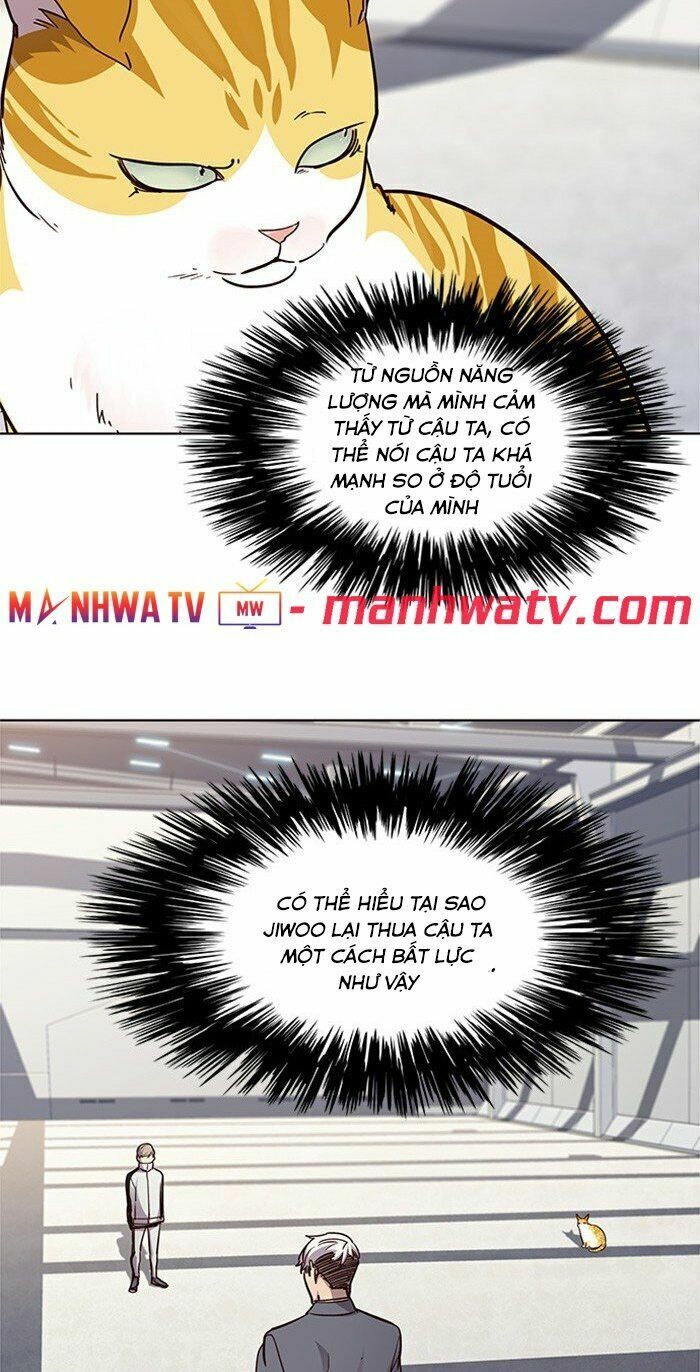 TỪ NGUỒN NĂNG
LƯỢNG MÀ MÌNH CẢM
THẤY TỪ CẬU TA, CÓ
THỂ NÓI CẬU TA KHÁ
MẠNH SO Ở ĐỘ TUỔI
CỦA MÌNH
MANHWA TV MW - manhwatv.com
CÓ THỂ HIỂU TẠI SAO
JIWOO LẠI THUA CẬU TA
MỘT CÁCH BẤT LỰC
NHƯ VẬY